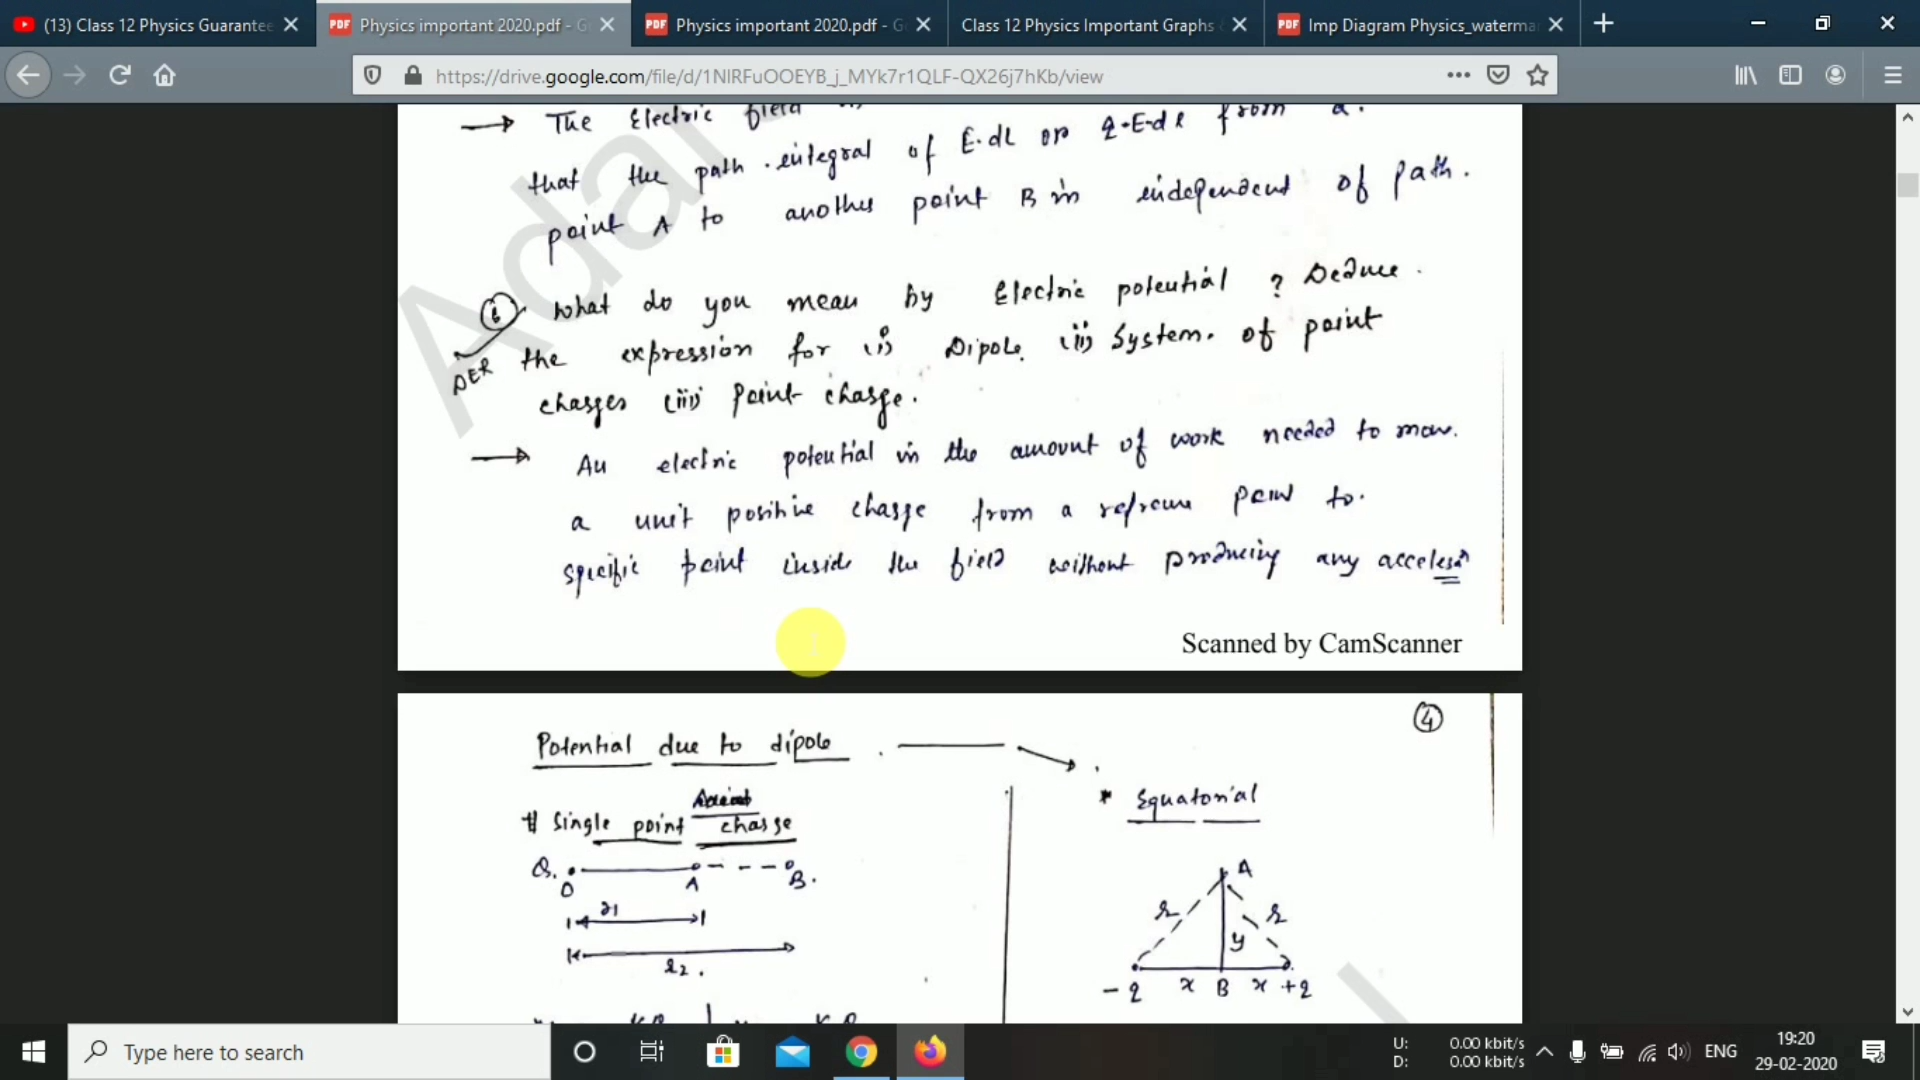 (13) Class 12 Physics Guarantee
Physics important 2020.pdf - G
Physics important 2020.pdf - G
Class 12 Physics Important Graphs
Imp Diagram Physics_waterma
https://drive.google.com/file/d/1NlRFuOOEYB_j_MYk7r1QLF-QX26j7hKb/view
→ The Electric field
that the path integral of E.dL or q.E-dl from a.
point A to another point B in independent of path.
6 What do you mean by Electric potential ? Deduce
DER the expression for (i) Dipole (ii) System. of point
charges (iii) Point charge.
→ An electric potential in the amount of work needed to mov.
a unit positive charge from a to.
specific point inside the field without producing any
Scanned by CamScanner
4
Potential due to dipole
# Single point charge
* Equatorial
Q. O A B.
r1
r2.
A
r r
y
-q x B x +q
Adar
Type here to search
U: 0.00 kbit/s
D: 0.00 kbit/s
ENG
19:20
29-02-2020